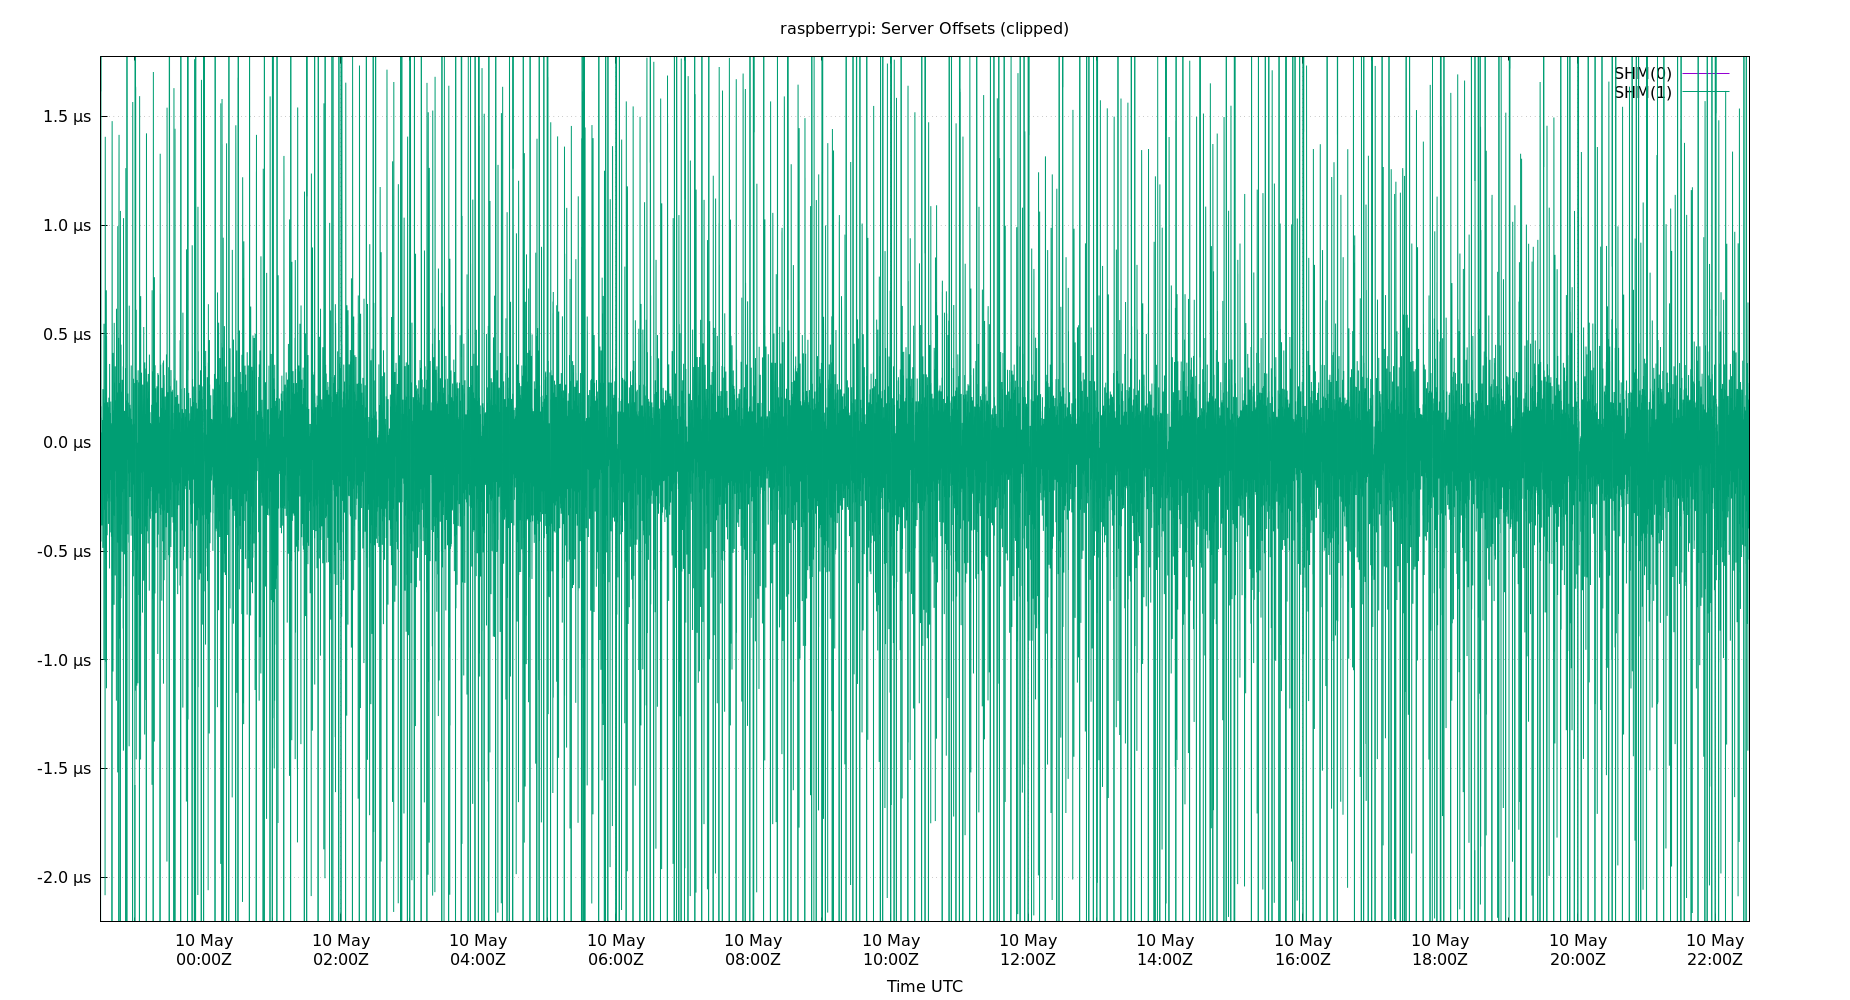 raspberrypi: Server Offsets (clipped)
SHM(0)
SHM(1)
1.5 µs
1.0 µs
0.5 µs
0.0 µs
-0.5 µs
-1.0 µs
-1.5 µs
-2.0 µs
10 May 10 May 10 May 10 May 10 May 10 May 10 May 10 May 10 May 10 May 10 May 10 May
00:00Z 02:00Z 04:00Z 06:00Z 08:00Z 10:00Z 12:00Z 14:00Z 16:00Z 18:00Z 20:00Z 22:00Z
Time UTC